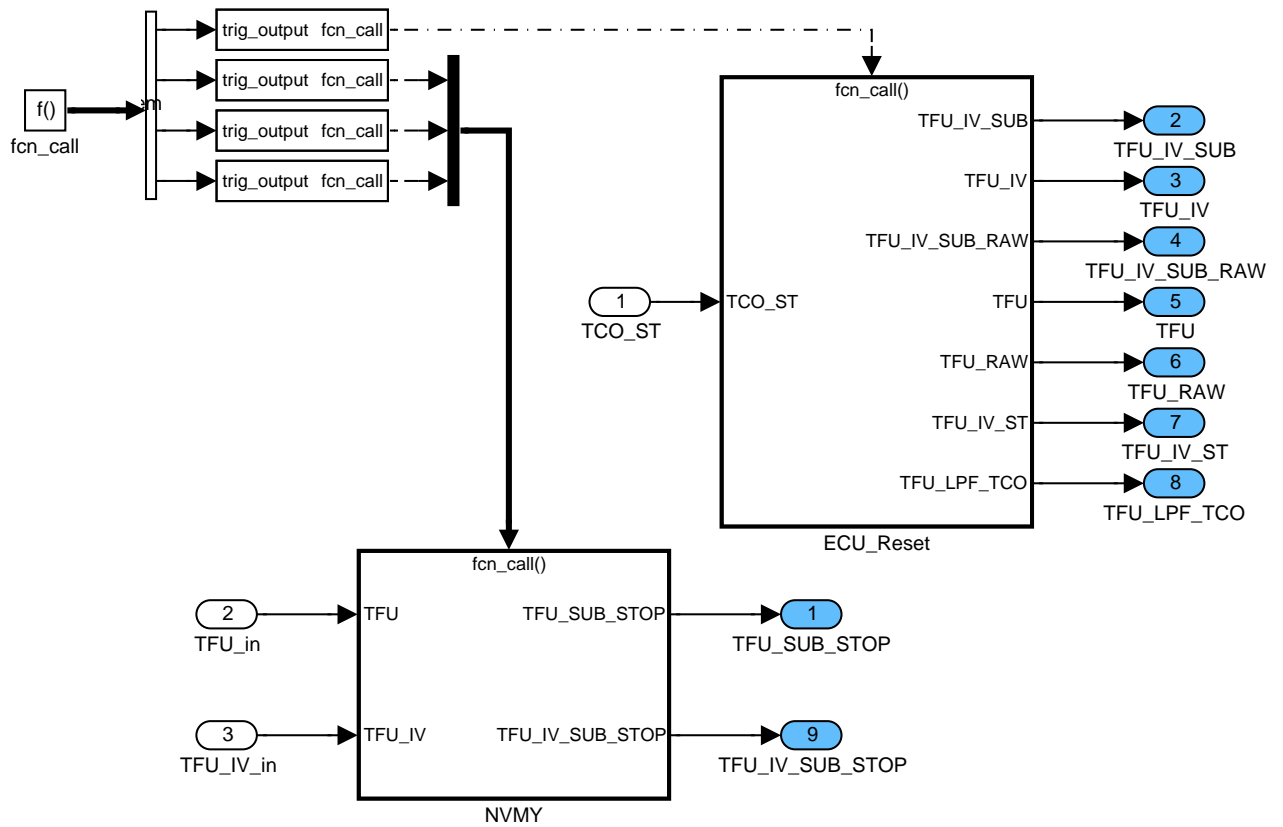 trig_output fcn_call
trig_output fcn_call
trig_output fcn_call
trig_output fcn_call
f()
fcn_call
em
fcn_call()
TCO_ST
TFU_IV_SUB
TFU_IV
TFU_IV_SUB_RAW
TFU
TFU_RAW
TFU_IV_ST
TFU_LPF_TCO
ECU_Reset
1
TCO_ST
2
TFU_IV_SUB
3
TFU_IV
4
TFU_IV_SUB_RAW
5
TFU
6
TFU_RAW
7
TFU_IV_ST
8
TFU_LPF_TCO
fcn_call()
TFU TFU_SUB_STOP
TFU_IV TFU_IV_SUB_STOP
NVMY
2
TFU_in
3
TFU_IV_in
1
TFU_SUB_STOP
9
TFU_IV_SUB_STOP